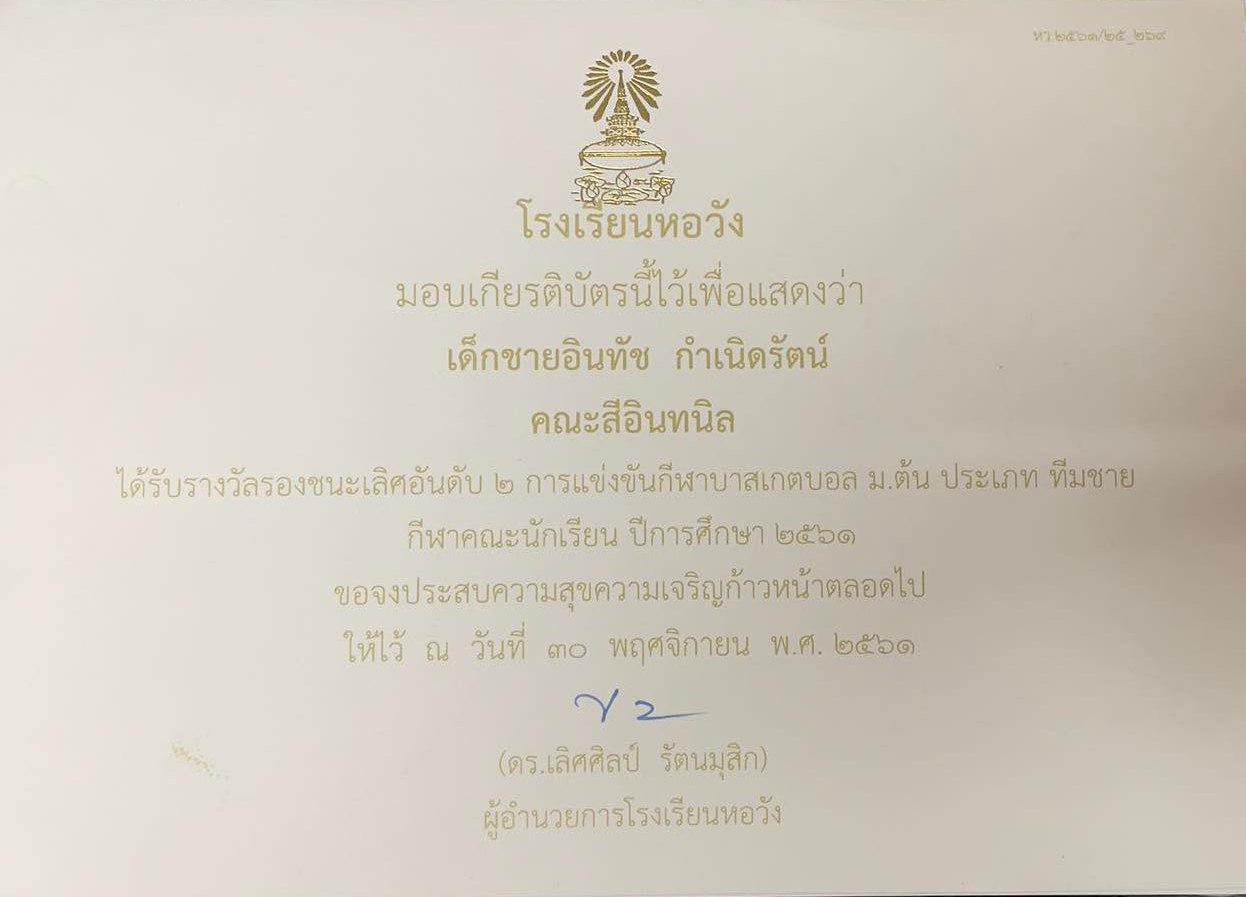 หว.๒๕๖๑/๒๕_๒๖๙
โรงเรียนหอวัง
มอบเกียรติบัตรนี้ไว้เพื่อแสดงว่า
เด็กชายอินทัช กำเนิดรัตน์
คณะสีอินทนิล
ได้รับรางวัลรองชนะเลิศอันดับ ๒ การแข่งขันกีฬาบาสเกตบอล ม.ต้น ประเภท ทีมชาย
กีฬาคณะนักเรียน ปีการศึกษา ๒๕๖๑
ขอจงประสบความสุขความเจริญก้าวหน้าตลอดไป
ให้ไว้ ณ วันที่ ๓๐ พฤศจิกายน พ.ศ. ๒๕๖๑
(ดร.เลิศศิลป์ รัตนมุสิก)
ผู้อำนวยการโรงเรียนหอวัง